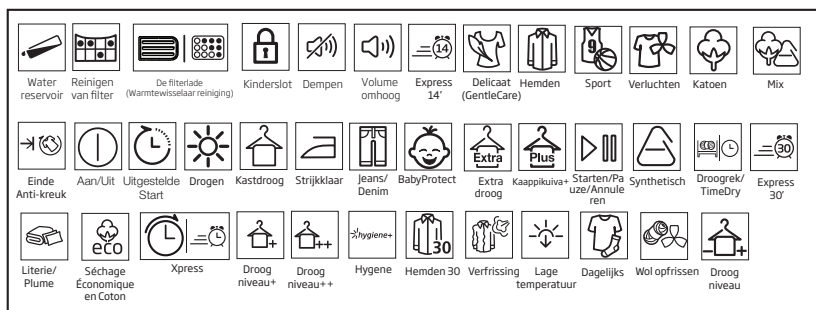 14
9
Water reservoir
Reinigen van filter
De filterlade (Warmtewisselaar reiniging)
Kinderslot
Dempen
Volume omhoog
Express 14'
Delicaat (GentleCare)
Hemden
Sport
Verluchten
Katoen
Mix
Extra
Plus
30
Einde Anti-kreuk
Aan/Uit
Uitgestelde Start
Drogen
Kastdroog
Strijkklaar
Jeans/ Denim
BabyProtect
Extra droog
Kaappikuiva+
Starten/Pa uze/Annule ren
Synthetisch
Droogrek/ TimeDry
Express 30'
eco
+
++
hygiene+
30
- +
Literie/ Plume
Séchage Économique en Coton
Xpress
Droog niveau+
Droog niveau++
Hygene
Hemden 30
Verfrissing
Lage temperatuur
Dagelijks
Wol opfrissen
Droog niveau